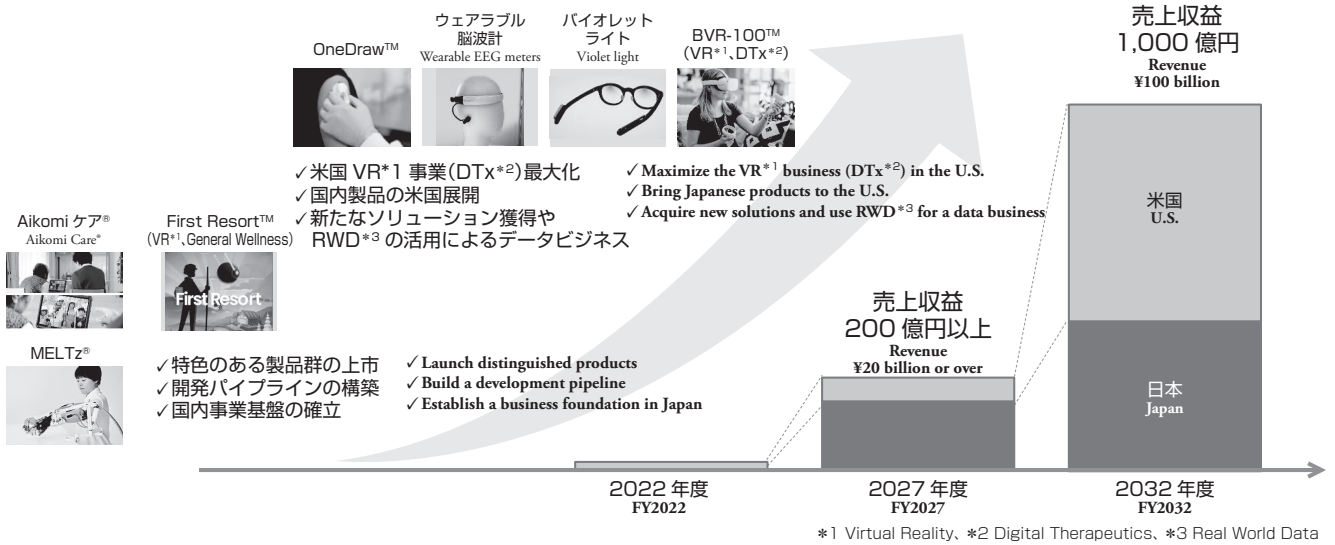 OneDraw™
ウェアラブル
脳波計
Wearable EEG meters
バイオレット
ライト
Violet light
BVR-100™
(VR*1、DTx*2)
売上収益
1,000 億円
Revenue
¥100 billion
✓米国 VR*1 事業(DTx*2)最大化
✓国内製品の米国展開
✓新たなソリューション獲得や
RWD*3 の活用によるデータビジネス
✓Maximize the VR*1 business (DTx*2) in the U.S.
✓Bring Japanese products to the U.S.
✓Acquire new solutions and use RWD*3 for a data business
Aikomi ケア®
Aikomi Care®
First Resort™
(VR*1、General Wellness)
First Resort
MELTz®
✓特色のある製品群の上市
✓開発パイプラインの構築
✓国内事業基盤の確立
✓Launch distinguished products
✓Build a development pipeline
✓Establish a business foundation in Japan
売上収益
200 億円以上
Revenue
¥20 billion or over
米国
U.S.
日本
Japan
2022 年度
FY2022
2027 年度
FY2027
2032 年度
FY2032
*1 Virtual Reality、*2 Digital Therapeutics、*3 Real World Data